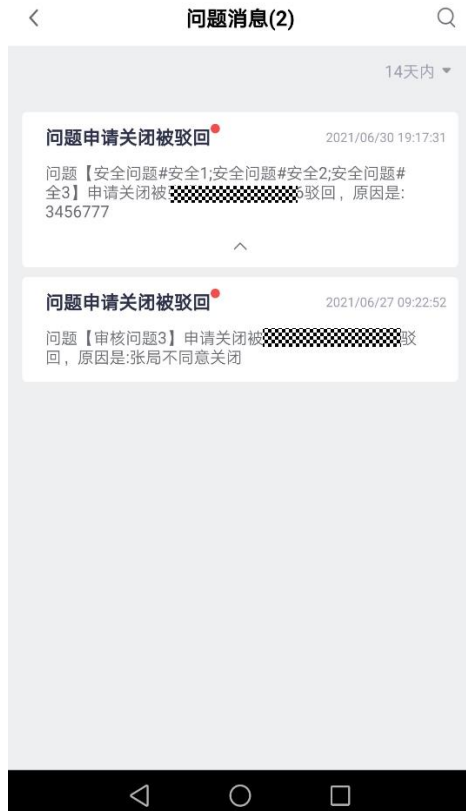 问题消息(2)
14天内
问题申请关闭被驳回
2021/06/30 19:17:31
问题【安全问题#安全1;安全问题#安全2;安全问题#
全3】申请关闭被 6驳回，原因是:
3456777
问题申请关闭被驳回
2021/06/27 09:22:52
问题【审核问题3】申请关闭被 驳
回，原因是:张局不同意关闭